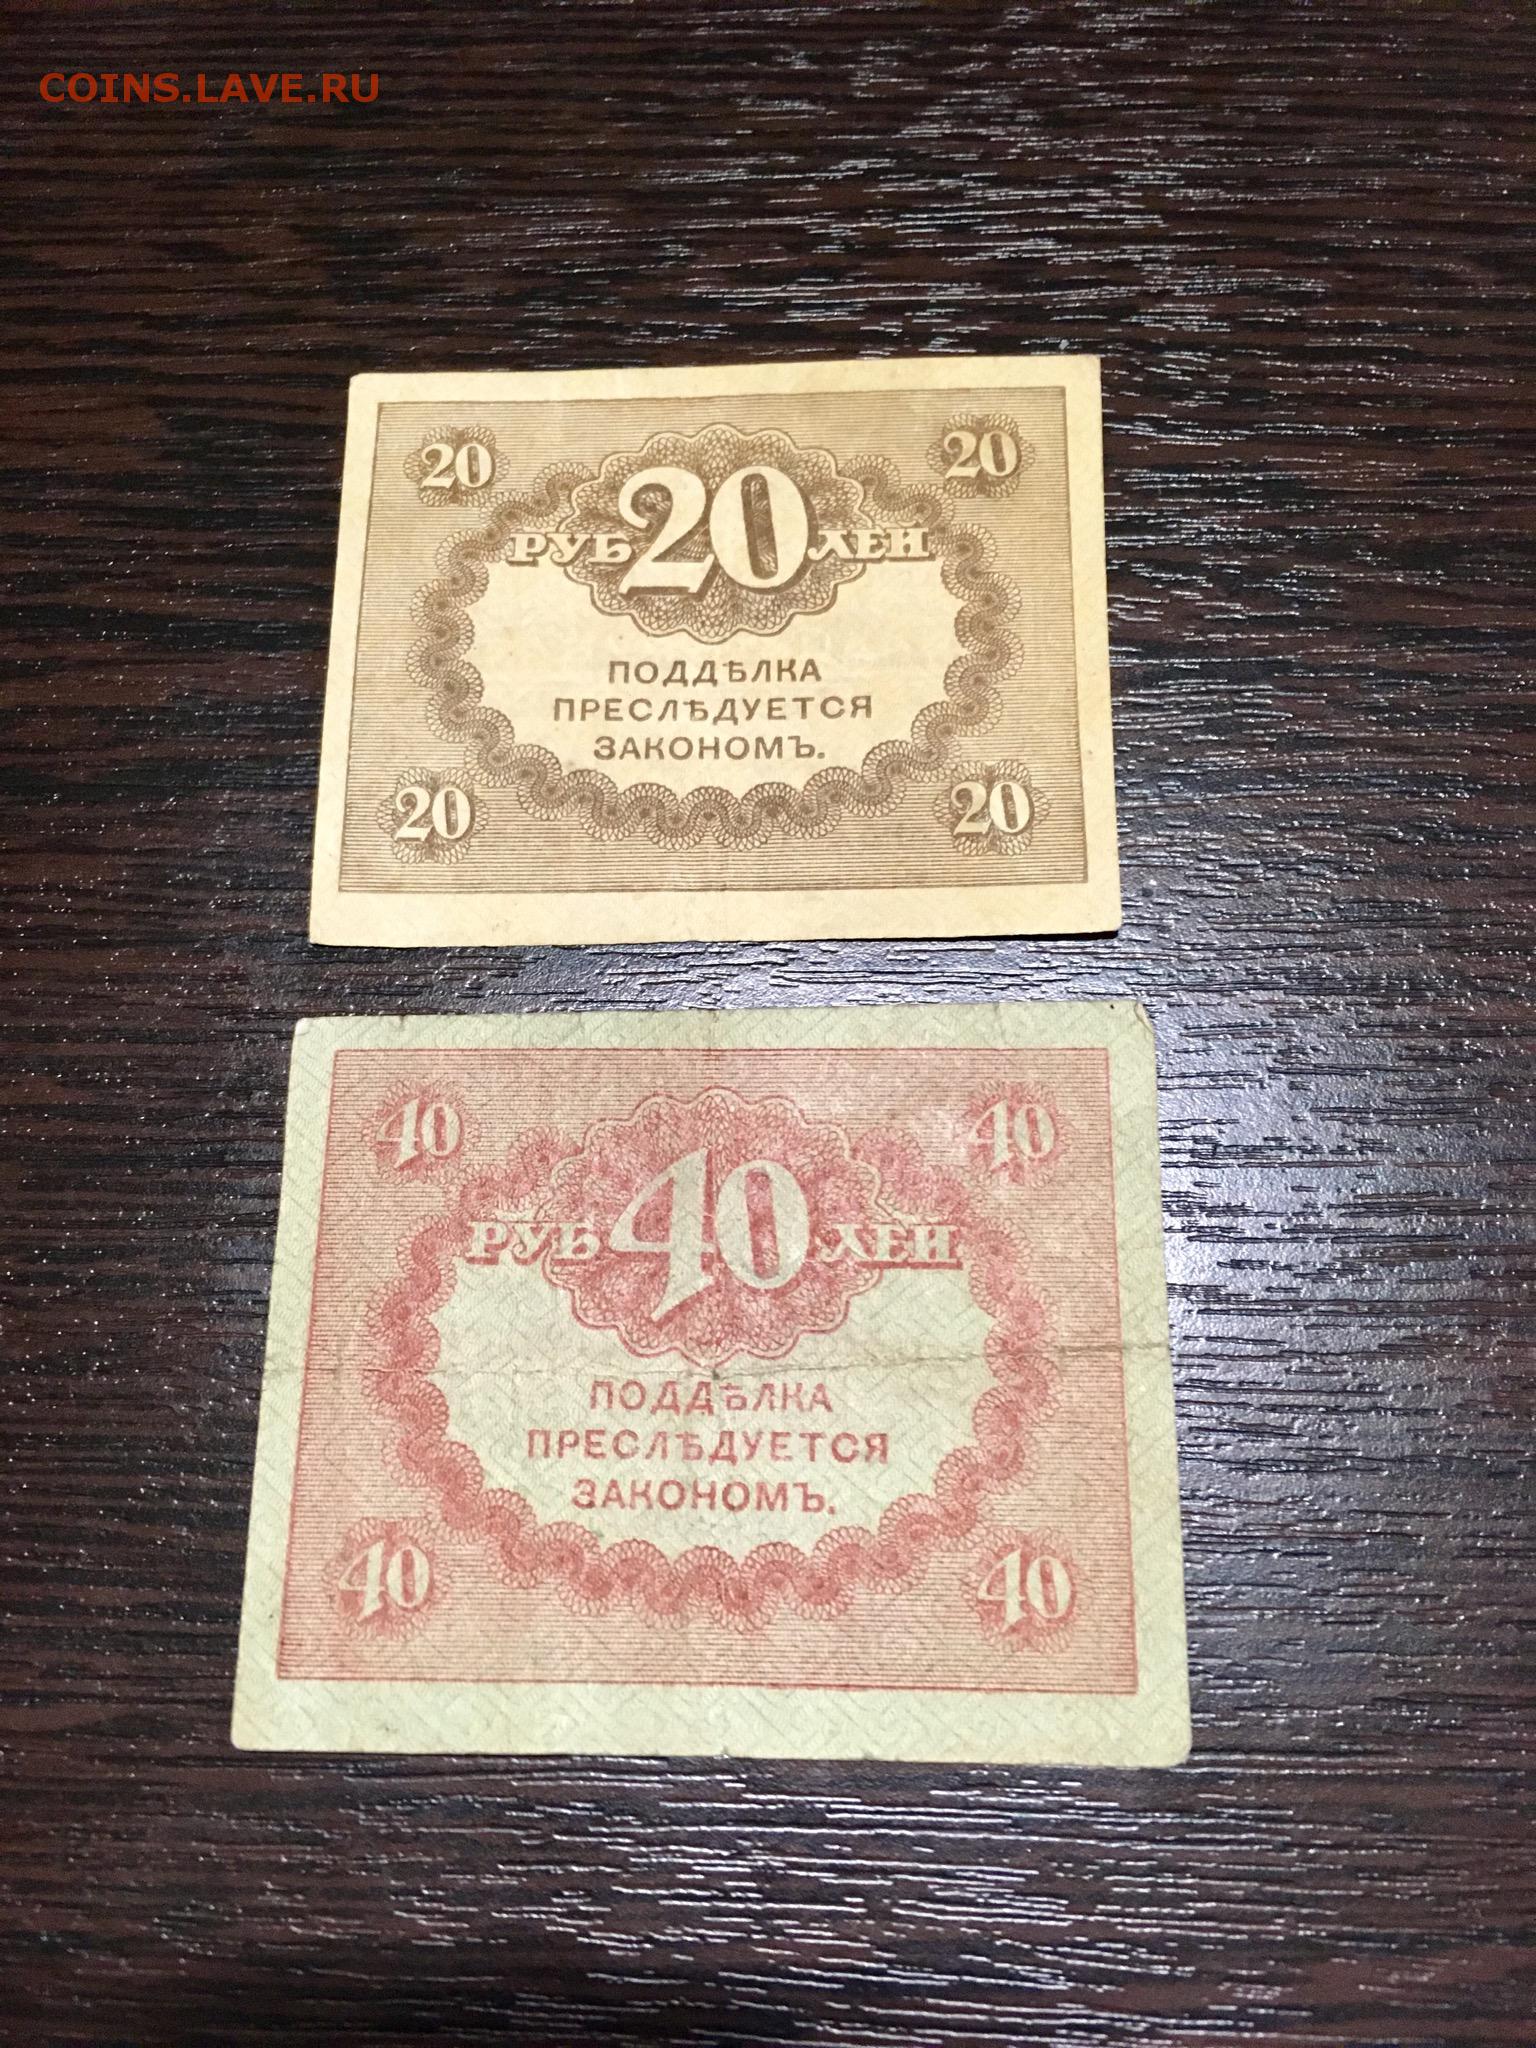 COINS.LAVE.RU
20 20
РУБ 20 ЛЕЙ
ПОДДѢЛКА
ПРЕСЛѢДУЕТСЯ
ЗАКОНОМЪ.
20 20
40 40
РУБ 40 ЛЕЙ
ПОДДѢЛКА
ПРЕСЛѢДУЕТСЯ
ЗАКОНОМЪ.
40 40